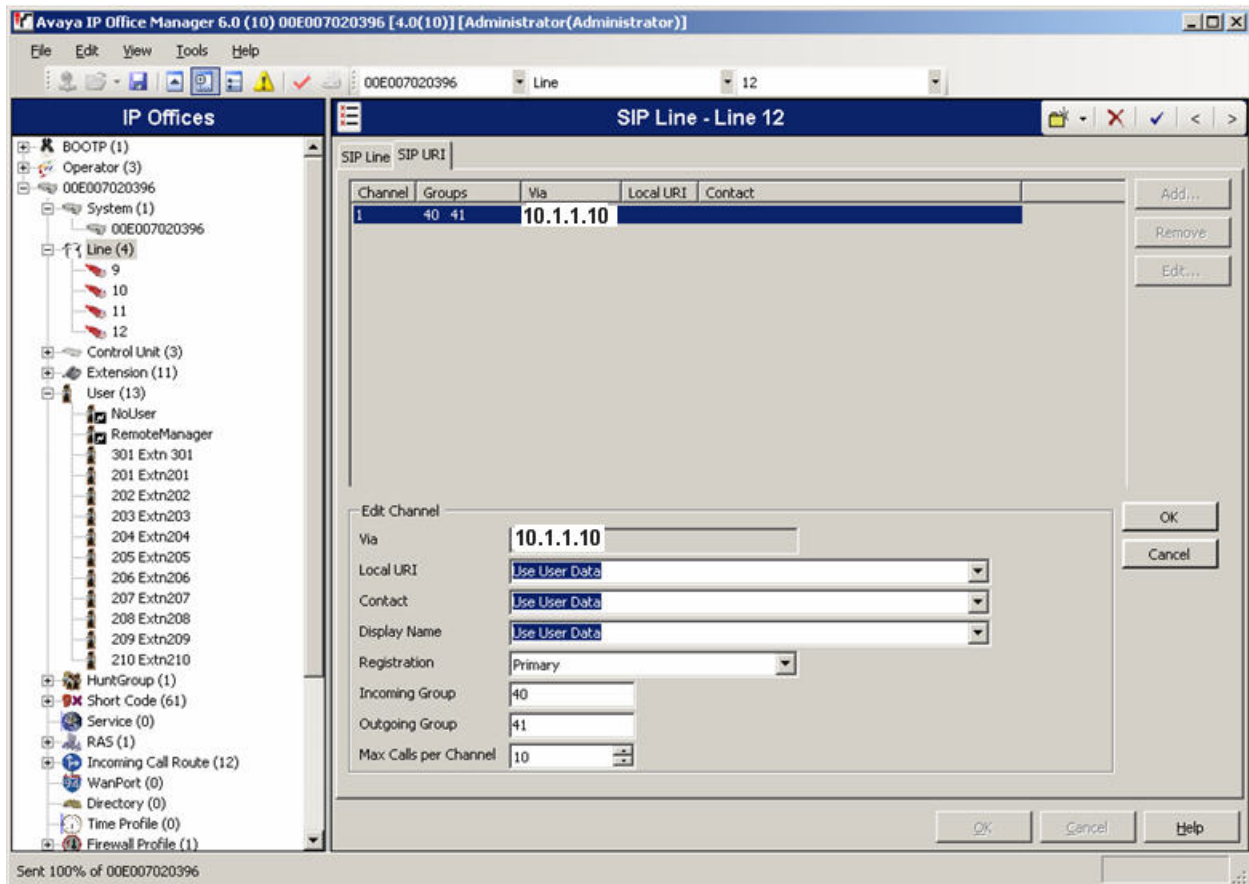 Avaya IP Office Manager 6.0 (10) 00E007020396 [4.0(10)] [Administrator(Administrator)]
File Edit View Tools Help
00E007020396 Line 12
IP Offices
BOOTP (1)
Operator (3)
00E007020396
System (1)
00E007020396
Line (4)
9
10
11
12
Control Unit (3)
Extension (11)
User (13)
NoUser
RemoteManager
301 Extn 301
201 Extn201
202 Extn202
203 Extn203
204 Extn204
205 Extn205
206 Extn206
207 Extn207
208 Extn208
209 Extn209
210 Extn210
HuntGroup (1)
Short Code (61)
Service (0)
RAS (1)
Incoming Call Route (12)
WanPort (0)
Directory (0)
Time Profile (0)
Firewall Profile (1)
SIP Line - Line 12
SIP Line SIP URI
Channel Groups Via Local URI Contact
1 40 41 10.1.1.10
Add...
Remove
Edit...
Edit Channel
Via 10.1.1.10
Local URI Use User Data
Contact Use User Data
Display Name Use User Data
Registration Primary
Incoming Group 40
Outgoing Group 41
Max Calls per Channel 10
OK
Cancel
OK Cancel Help
Sent 100% of 00E007020396